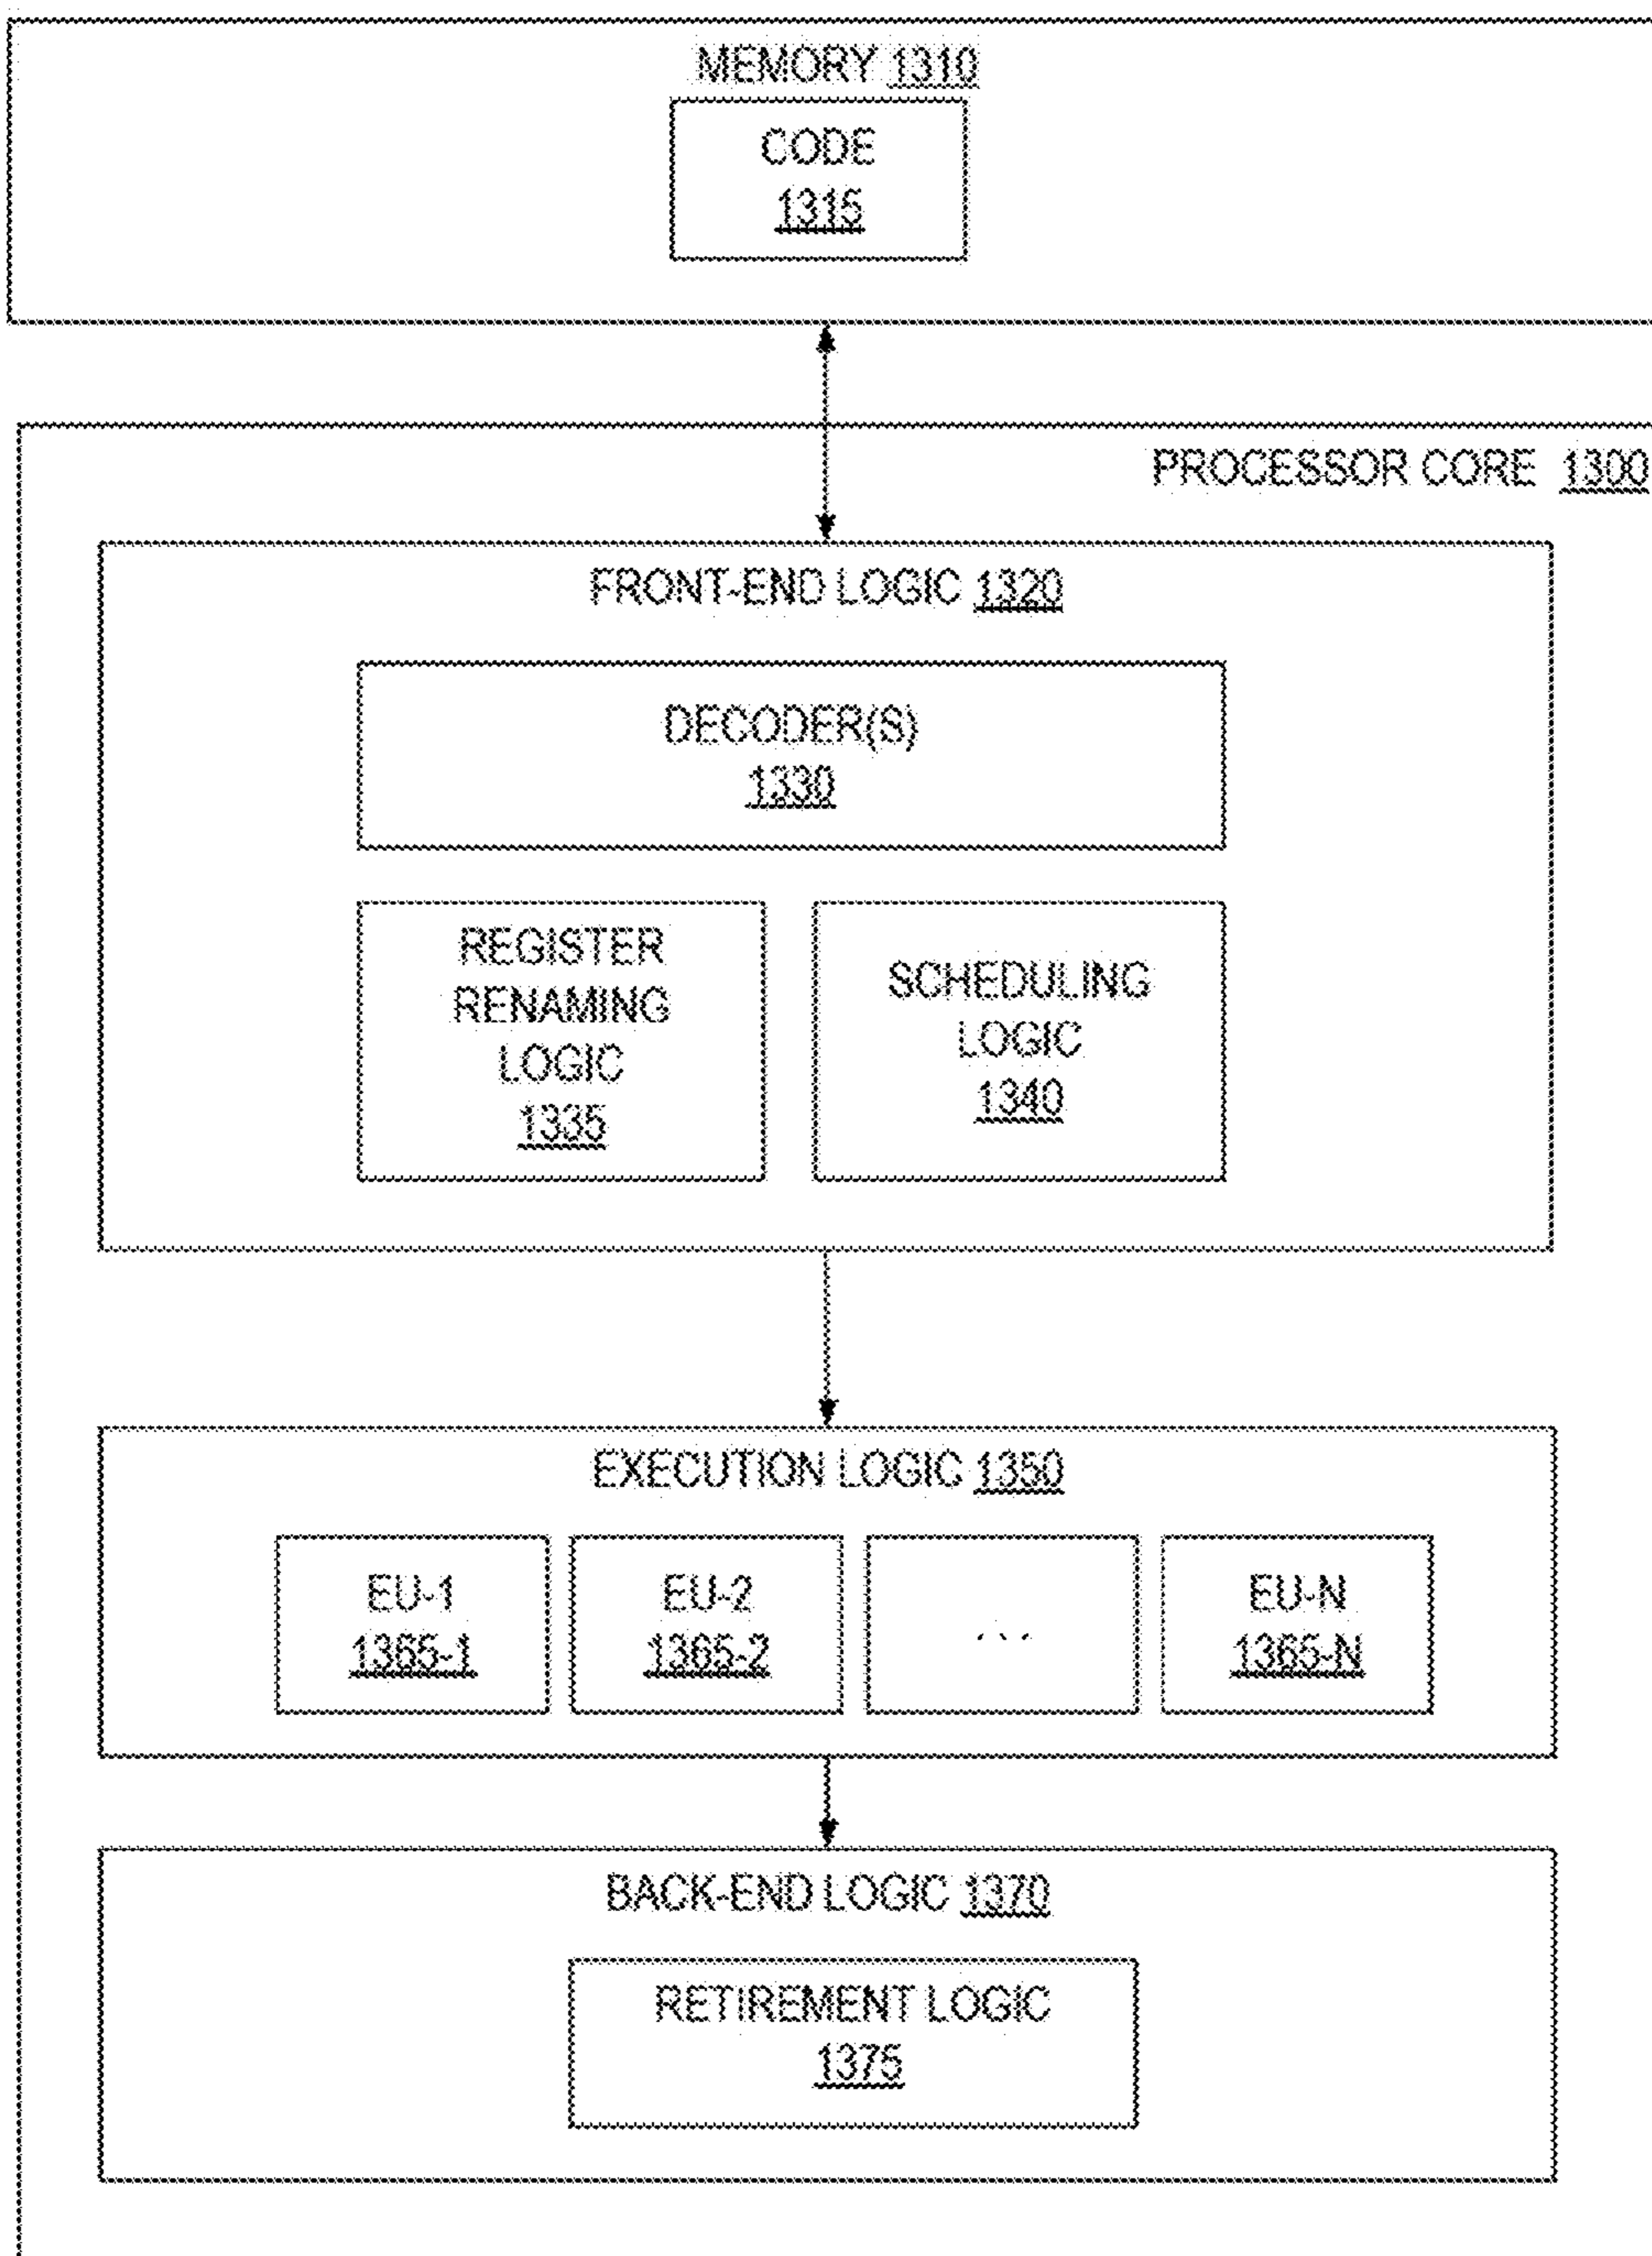 MEMORY 1310
CODE
1315
PROCESSOR CORE 1300
FRONT-END LOGIC 1320
DECODER(S)
1330
REGISTER
RENAMING
LOGIC
1335
SCHEDULING
LOGIC
1340
EXECUTION LOGIC 1350
EU-1
1365-1
EU-2
1365-2
. . .
EU-N
1365-N
BACK-END LOGIC 1370
RETIREMENT LOGIC
1375